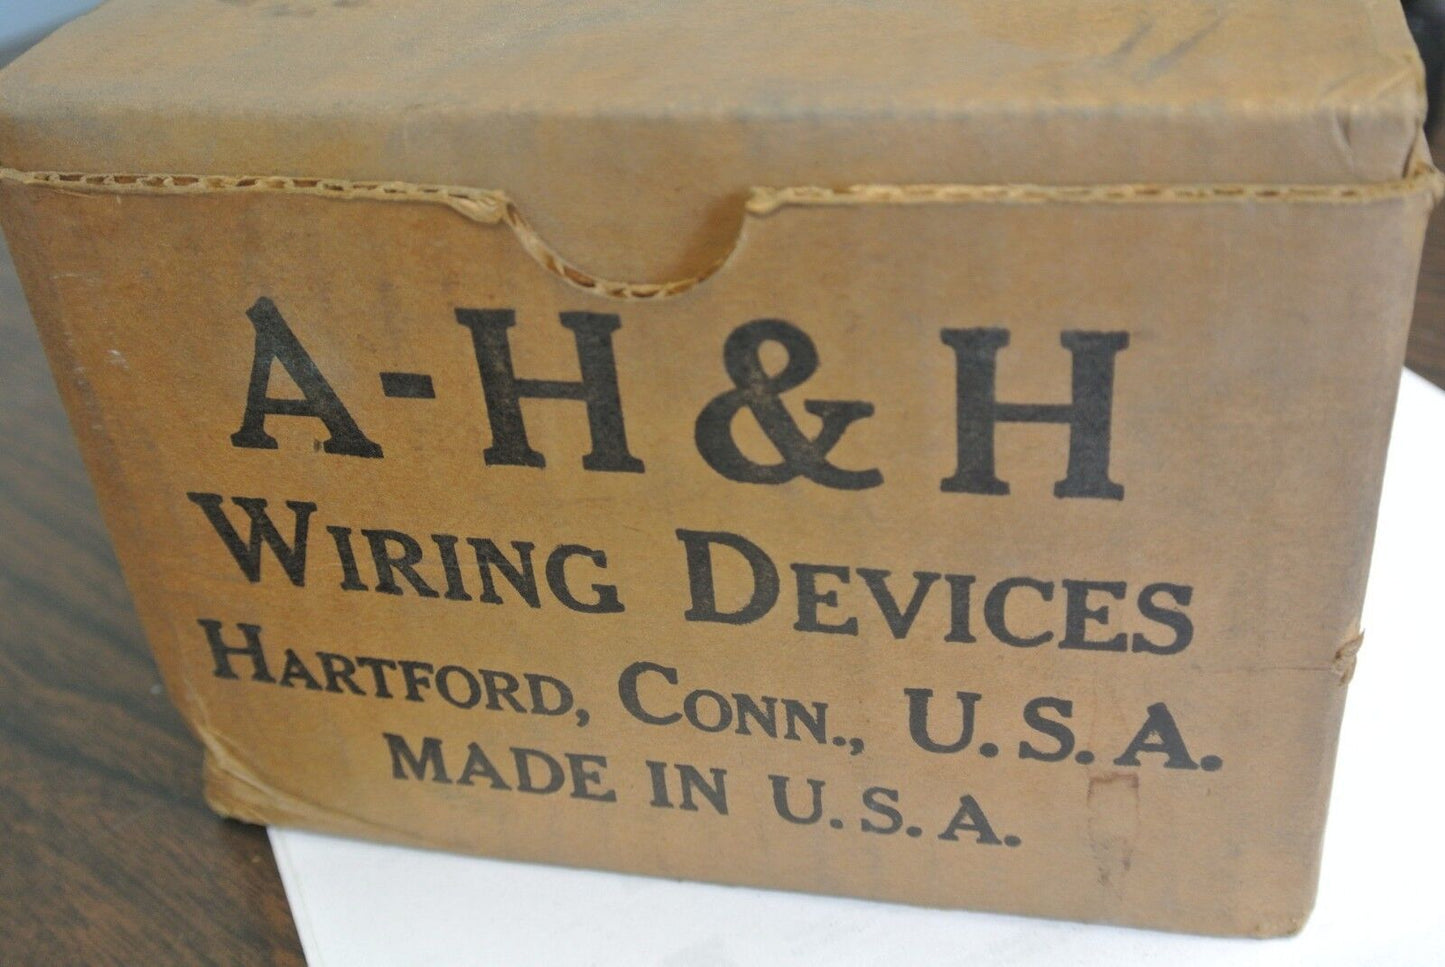 A-H & H
WIRING DEVICES
HARTFORD, CONN., U.S.A.
MADE IN U.S.A.